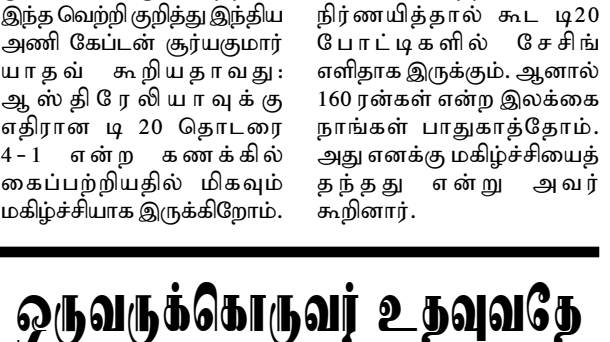 இந்த வெற்றி குறித்து இந்திய
அணி கேப்டன் சூர்யகுமார்
யாதவ் கூறியதாவது:
ஆஸ்திரேலியாவுக்கு
எதிரான டி 20 தொடரை
4-1 என்ற கணக்கில்
கைப்பற்றியதில் மிகவும்
மகிழ்ச்சியாக இருக்கிறோம்.
நிர்ணயித்தால் கூட டி20
போட்டிகளில் சேசிங்
எளிதாக இருக்கும். ஆனால்
160 ரன்கள் என்ற இலக்கை
நாங்கள் பாதுகாத்தோம்.
அது எனக்கு மகிழ்ச்சியைத்
தந்தது என்று அவர்
கூறினார்.
ஒருவருக்கொருவர் உதவுவதே